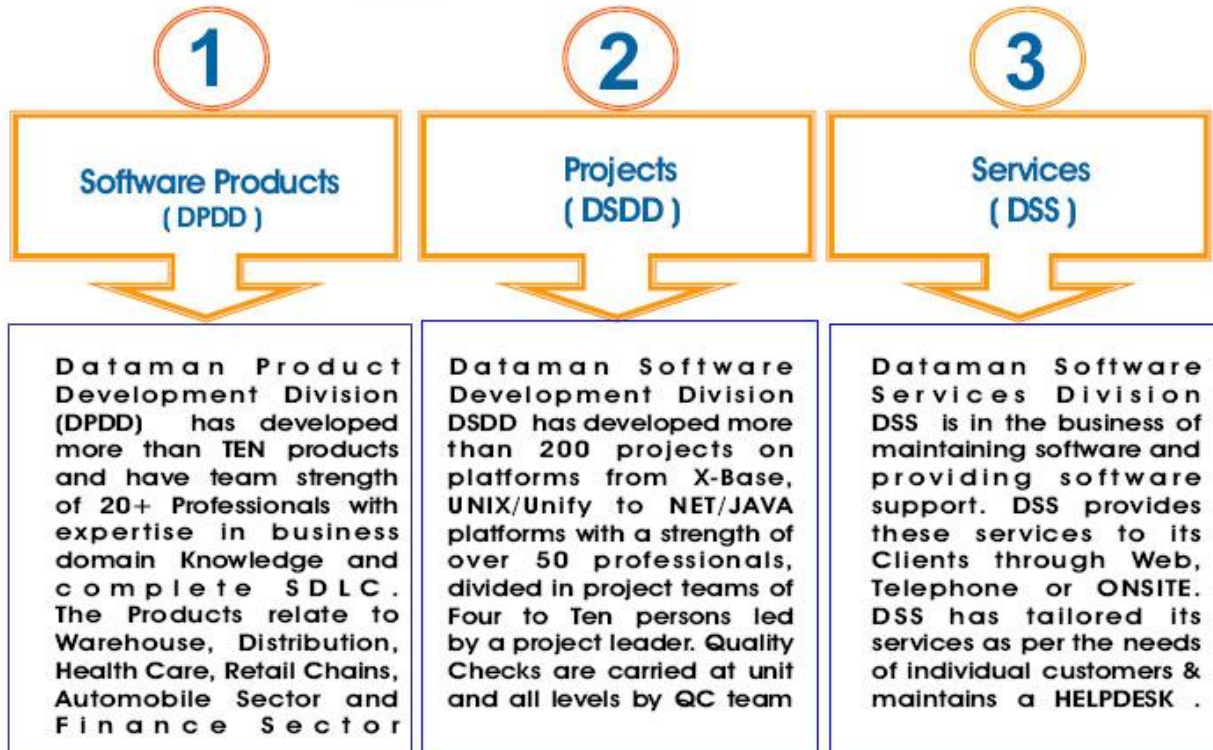 1
Software Products
( DPDD )
Dataman Product
Development Division
(DPDD) has developed
more than TEN products
and have team strength
of 20+ Professionals with
expertise in business
domain Knowledge and
complete SDLC.
The Products relate to
Warehouse, Distribution,
Health Care, Retail Chains,
Automobile Sector and
Finance Sector
2
Projects
( DSDD )
Dataman Software
Development Division
DSDD has developed more
than 200 projects on
platforms from X-Base,
UNIX/Unify to NET/JAVA
platforms with a strength of
over 50 professionals,
divided in project teams of
Four to Ten persons led
by a project leader. Quality
Checks are carried at unit
and all levels by QC team
3
Services
( DSS )
Dataman Software
Services Division
DSS is in the business of
maintaining software and
providing software
support. DSS provides
these services to its
Clients through Web,
Telephone or ONSITE.
DSS has tailored its
services as per the needs
of individual customers &
maintains a HELPDESK .